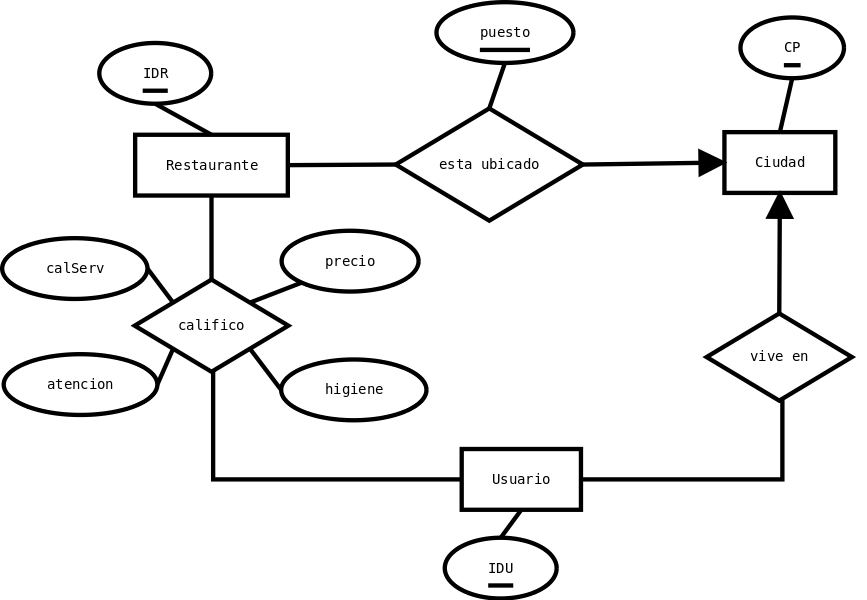 puesto
CP
IDR
Restaurante
esta ubicado
Ciudad
calServ
precio
califico
vive en
atencion
higiene
Usuario
IDU